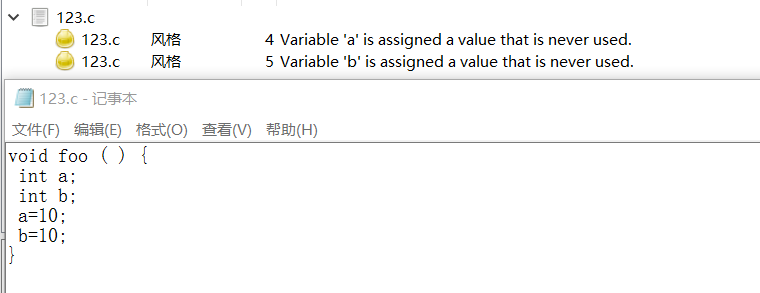 123.c
123.c 风格 4 Variable 'a' is assigned a value that is never used.
123.c 风格 5 Variable 'b' is assigned a value that is never used.
123.c - 记事本
文件(F) 编辑(E) 格式(O) 查看(V) 帮助(H)
void foo ( ) {
int a;
int b;
a=10;
b=10;
}